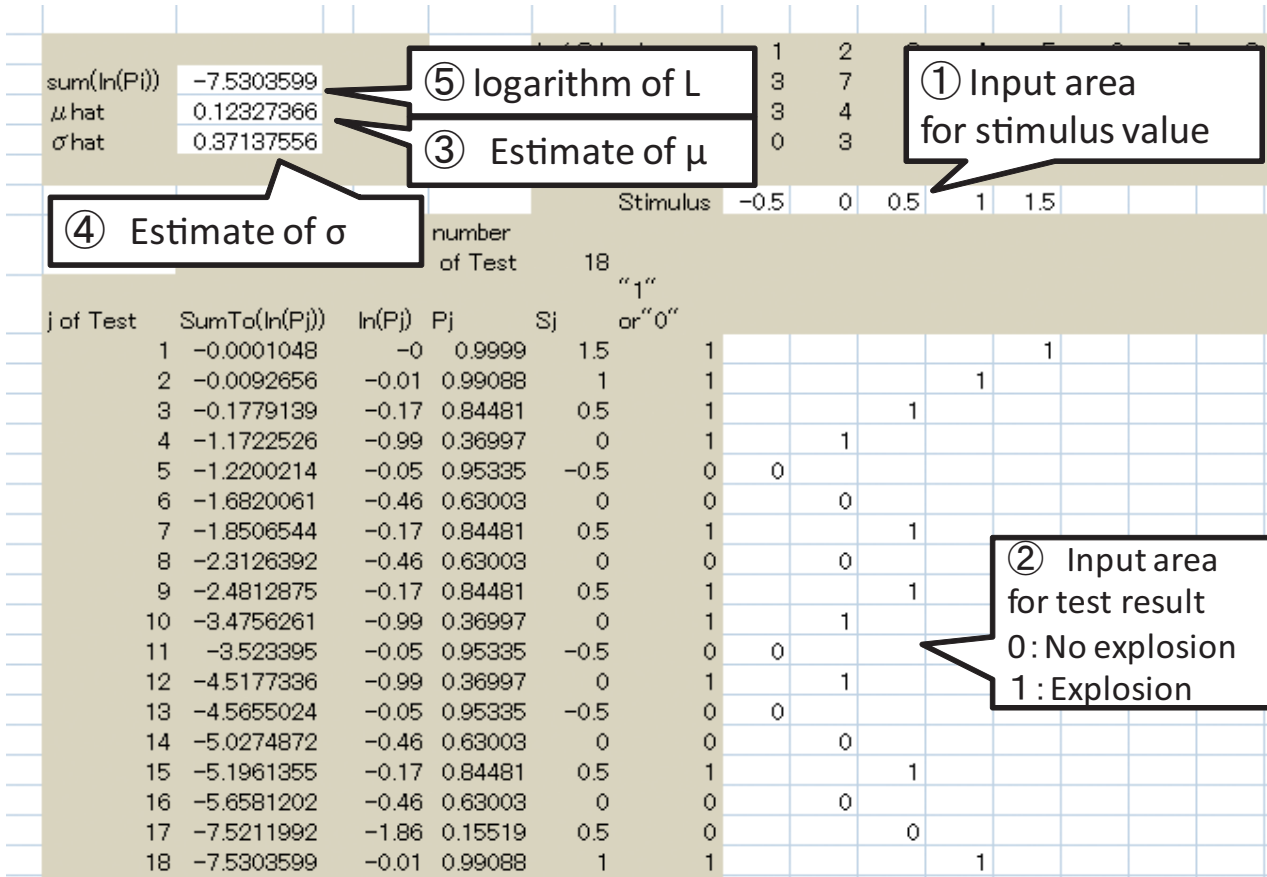 1 2
sum(ln(Pi)) −7.5303599 ⑤ logarithm of L 3 7 ① Input area
μ hat 0.12327366 3 4 for stimulus value
σ hat 0.37137556 ③ Estimate of μ 0 3
Stimulus −0.5 0 0.5 1 1.5
④ Estimate of σ number
of Test 18
“1”
j of Test SumTo(ln(Pj)) ln(Pj) Pj Sj or“0”
1 −0.0001048 −0 0.9999 1.5 1 1
2 −0.0092656 −0.01 0.99088 1 1 1
3 −0.1779139 −0.17 0.84481 0.5 1 1
4 −1.1722526 −0.99 0.36997 0 1 1
5 −1.2200214 −0.05 0.95335 −0.5 0 0
6 −1.6820061 −0.46 0.63003 0 0 0
7 −1.8506544 −0.17 0.84481 0.5 1 1
8 −2.3126392 −0.46 0.63003 0 0 0
9 −2.4812875 −0.17 0.84481 0.5 1 1
10 −3.4756261 −0.99 0.36997 0 1 1
11 −3.523395 −0.05 0.95335 −0.5 0 0
12 −4.5177336 −0.99 0.36997 0 1 1
13 −4.5655024 −0.05 0.95335 −0.5 0 0
14 −5.0274872 −0.46 0.63003 0 0 0
15 −5.1961355 −0.17 0.84481 0.5 1 1
16 −5.6581202 −0.46 0.63003 0 0 0
17 −7.5211992 −1.86 0.15519 0.5 0 0
18 −7.5303599 −0.01 0.99088 1 1 1
② Input area
for test result
0:No explosion
1:Explosion